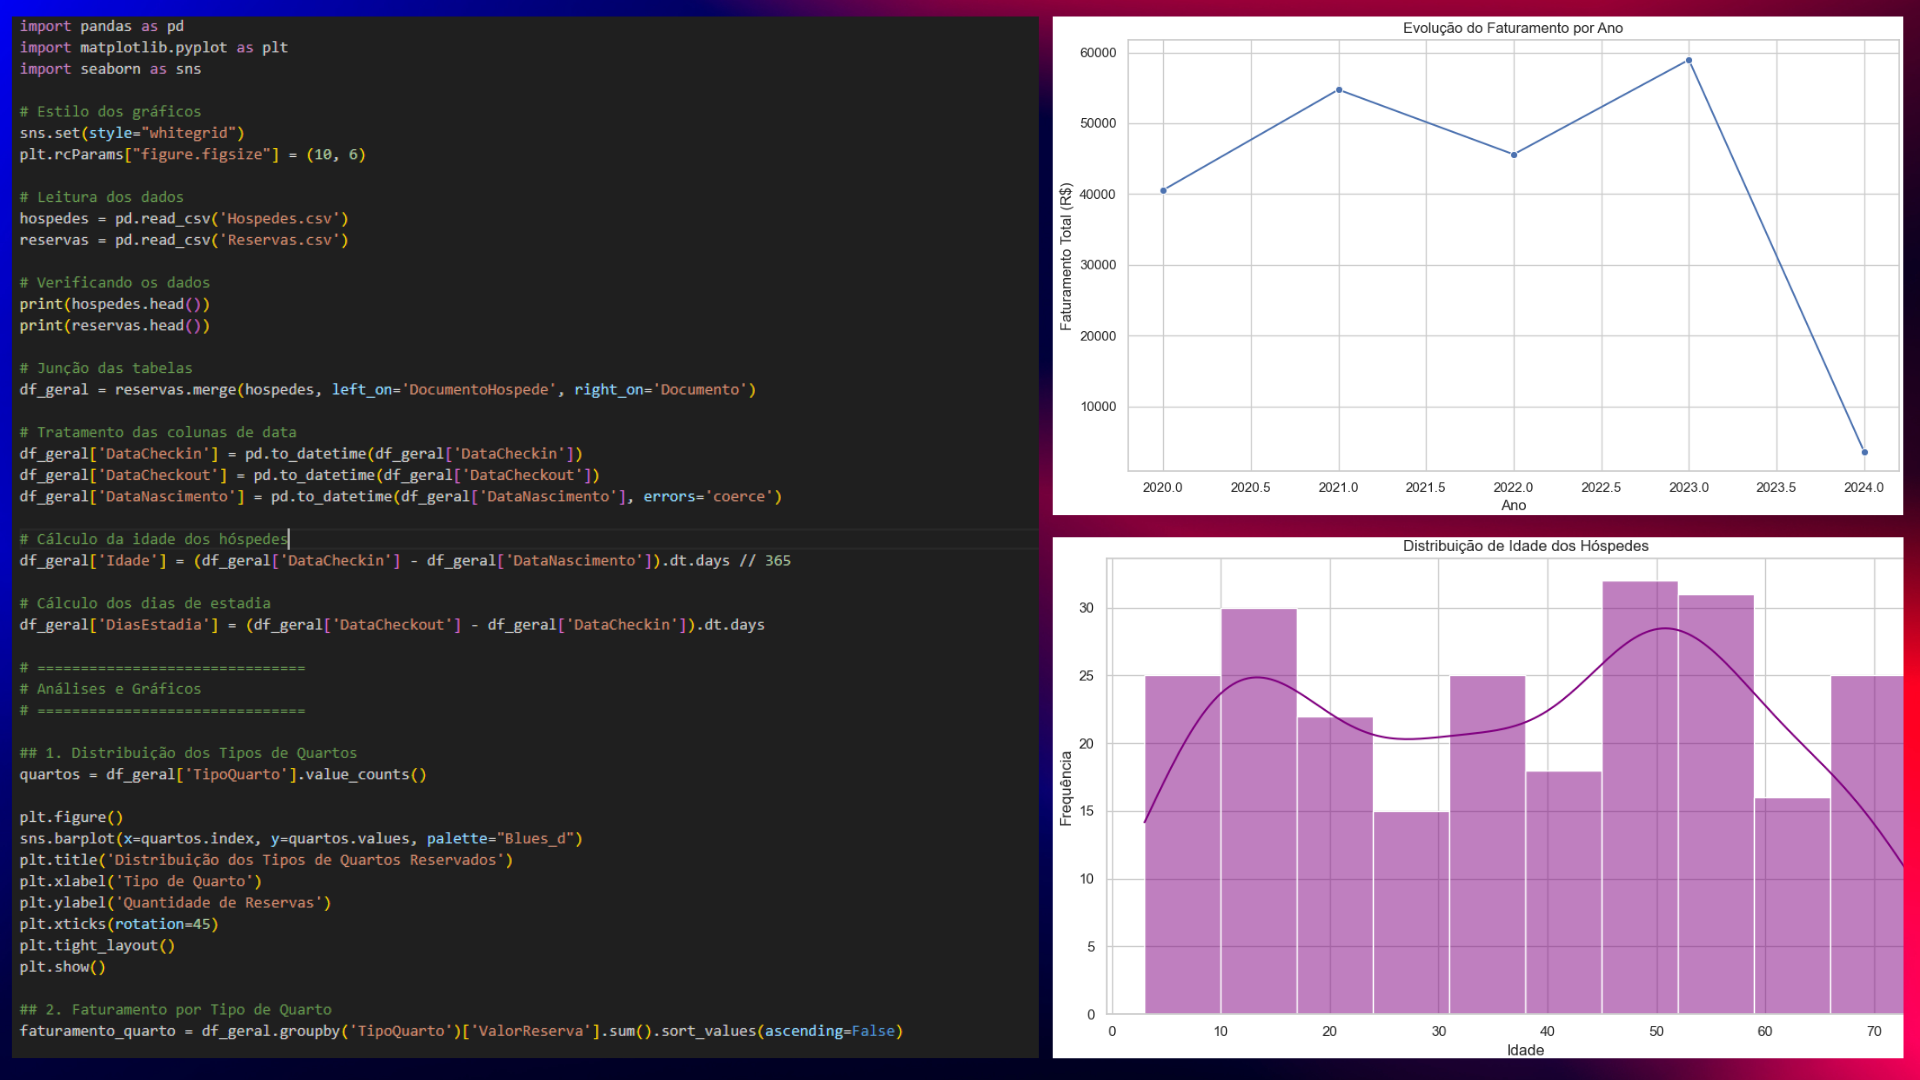 import pandas as pd
import matplotlib.pyplot as plt
import seaborn as sns
# Estilo dos gráficos
sns.set(style="whitegrid")
plt.rcParams["figure.figsize"] = (10, 6)
# Leitura dos dados
hospedes = pd.read_csv('Hospedes.csv')
reservas = pd.read_csv('Reservas.csv')
# Verificando os dados
print(hospedes.head())
print(reservas.head())
# Junção das tabelas
df_geral = reservas.merge(hospedes, left_on='DocumentoHospede', right_on='Documento')
# Tratamento das colunas de data
df_geral['DataCheckin'] = pd.to_datetime(df_geral['DataCheckin'])
df_geral['DataCheckout'] = pd.to_datetime(df_geral['DataCheckout'])
df_geral['DataNascimento'] = pd.to_datetime(df_geral['DataNascimento'], errors='coerce')
# Cálculo da idade dos hóspedes
df_geral['Idade'] = (df_geral['DataCheckin'] - df_geral['DataNascimento']).dt.days // 365
# Cálculo dos dias de estadia
df_geral['DiasEstadia'] = (df_geral['DataCheckout'] - df_geral['DataCheckin']).dt.days
# ===============================
# Análises e Gráficos
# ===============================
## 1. Distribuição dos Tipos de Quartos
quartos = df_geral['TipoQuarto'].value_counts()
plt.figure()
sns.barplot(x=quartos.index, y=quartos.values, palette="Blues_d")
plt.title('Distribuição dos Tipos de Quartos Reservados')
plt.xlabel('Tipo de Quarto')
plt.ylabel('Quantidade de Reservas')
plt.xticks(rotation=45)
plt.tight_layout()
plt.show()
## 2. Faturamento por Tipo de Quarto
faturamento_quarto = df_geral.groupby('TipoQuarto')['ValorReserva'].sum().sort_values(ascending=False)
Evolução do Faturamento por Ano
60000
50000
40000
30000
20000
10000
Faturamento Total (R$)
2020.0 2020.5 2021.0 2021.5 2022.0 2022.5 2023.0 2023.5 2024.0
Ano
Distribuição de Idade dos Hóspedes
30
25
20
15
10
5
0
Frequência
0 10 20 30 40 50 60 70
Idade